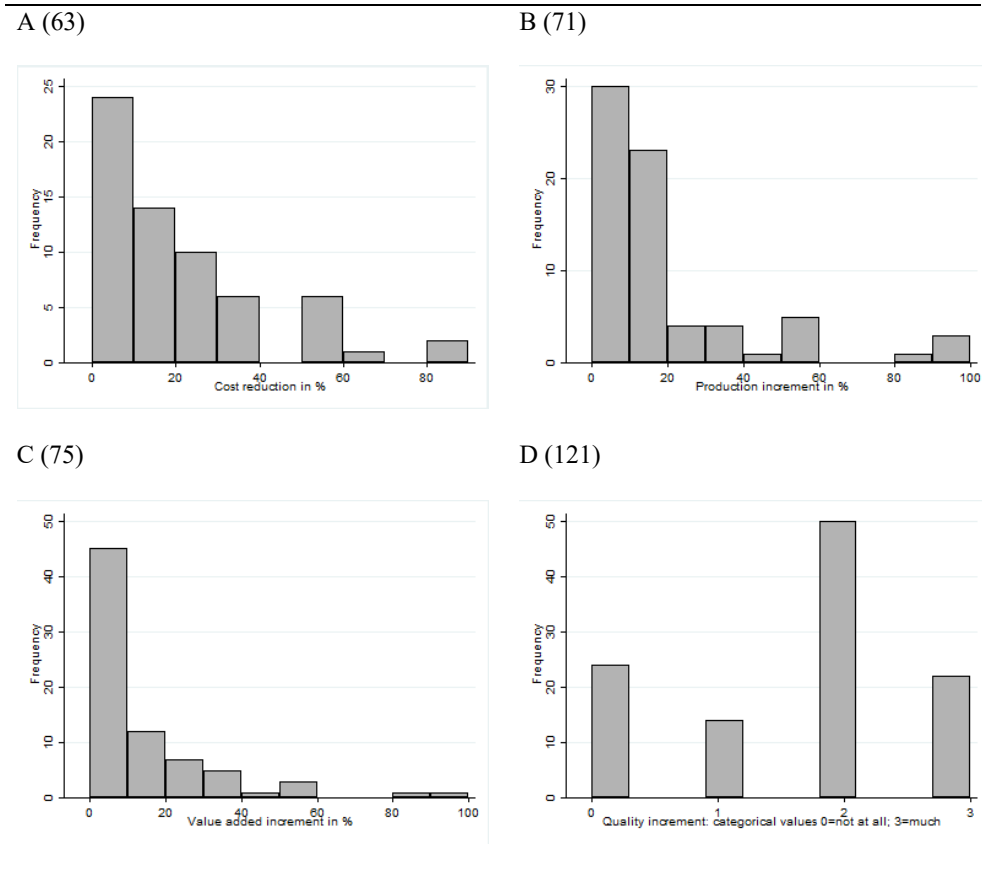 A (63)
B (71)
25
20
15
10
5
0
Frequency
0 20 40 60 80
Cost reduction in %
30
20
10
0
Frequency
0 20 40 60 80 100
Production increment in %
C (75)
D (121)
50
40
30
20
10
0
Frequency
0 20 40 60 80 100
Value added increment in %
50
40
30
20
10
0
Frequency
0 1 2 3
Quality increment: categorical values 0=not at all; 3=much